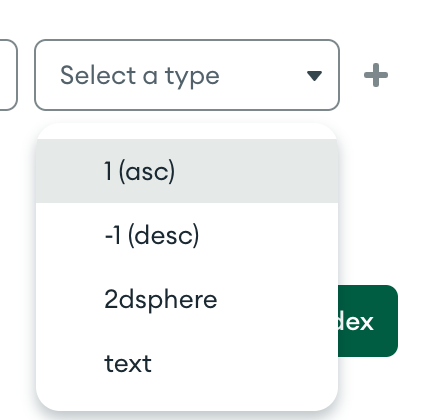 Select a type
1 (asc)
-1 (desc)
2dsphere
dex
text